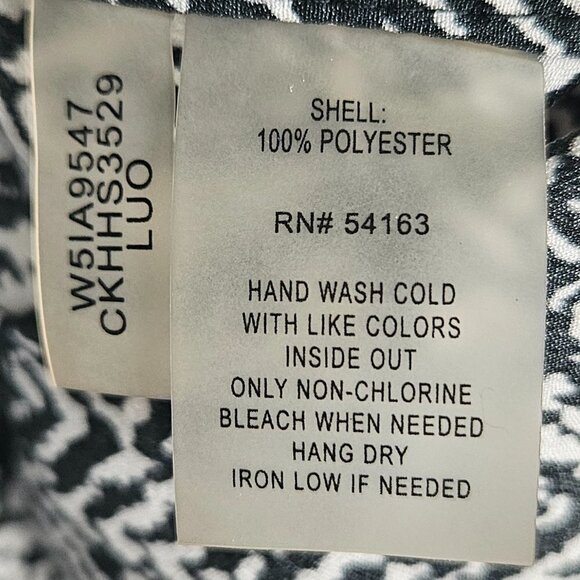 W5IA9547
CKHHHS3529
LUO
SHELL:
100% POLYESTER
RN# 54163
HAND WASH COLD
WITH LIKE COLORS
INSIDE OUT
ONLY NON-CHLORINE
BLEACH WHEN NEEDED
HANG DRY
IRON LOW IF NEEDED